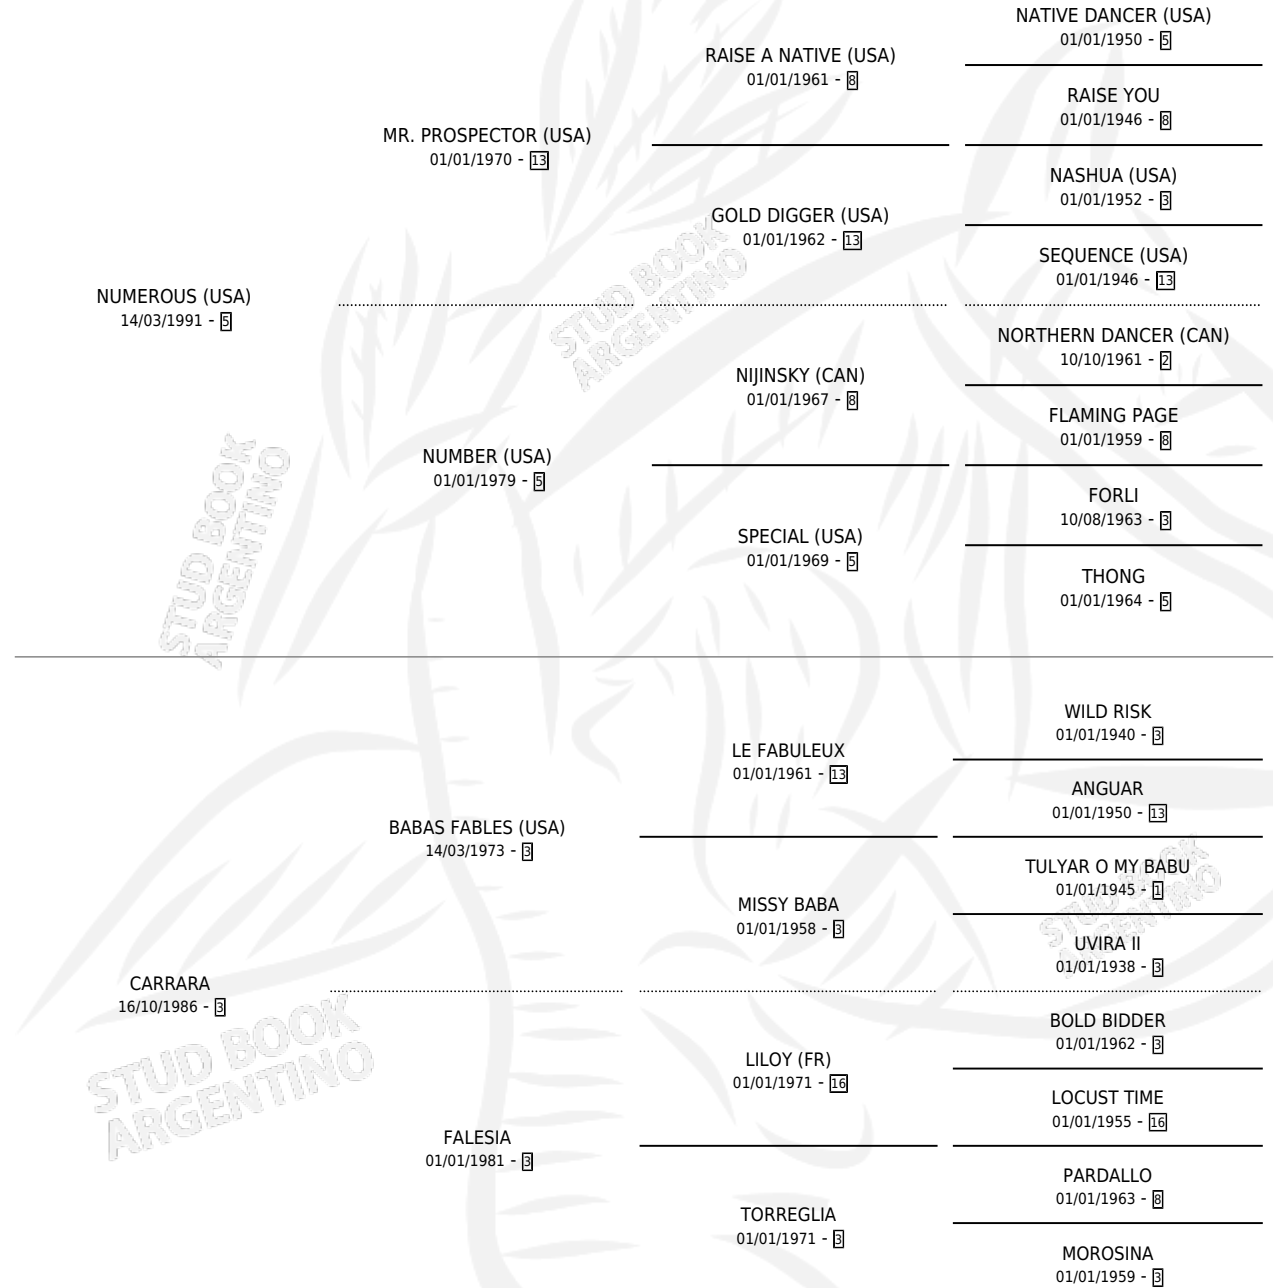 NATIVE DANCER (USA)
01/01/1950 - 5
RAISE A NATIVE (USA)
01/01/1961 - 8
RAISE YOU
01/01/1946 - 8
MR. PROSPECTOR (USA)
01/01/1970 - 13
NASHUA (USA)
01/01/1952 - 3
GOLD DIGGER (USA)
01/01/1962 - 13
SEQUENCE (USA)
01/01/1946 - 13
NUMEROUS (USA)
14/03/1991 - 5
STUD BOOK
ARGENTINO
NORTHERN DANCER (CAN)
10/10/1961 - 2
NIJINSKY (CAN)
01/01/1967 - 8
FLAMING PAGE
01/01/1959 - 8
NUMBER (USA)
01/01/1979 - 5
FORLI
10/08/1963 - 3
SPECIAL (USA)
01/01/1969 - 5
THONG
01/01/1964 - 5
STUD BOOK
ARGENTINO
WILD RISK
01/01/1940 - 3
LE FABULEUX
01/01/1961 - 13
ANGUAR
01/01/1950 - 13
BABAS FABLES (USA)
14/03/1973 - 3
TULYAR O MY BABU
01/01/1945 - 1
MISSY BABA
01/01/1958 - 3
STUD BOOK
ARGENTINO
UVIRA II
01/01/1938 - 3
CARRARA
16/10/1986 - 3
BOLD BIDDER
01/01/1962 - 3
LILOY (FR)
01/01/1971 - 16
STUD BOOK
ARGENTINO
LOCUST TIME
01/01/1955 - 16
FALESIA
01/01/1981 - 3
PARDALLO
01/01/1963 - 8
TORREGLIA
01/01/1971 - 3
MOROSINA
01/01/1959 - 3